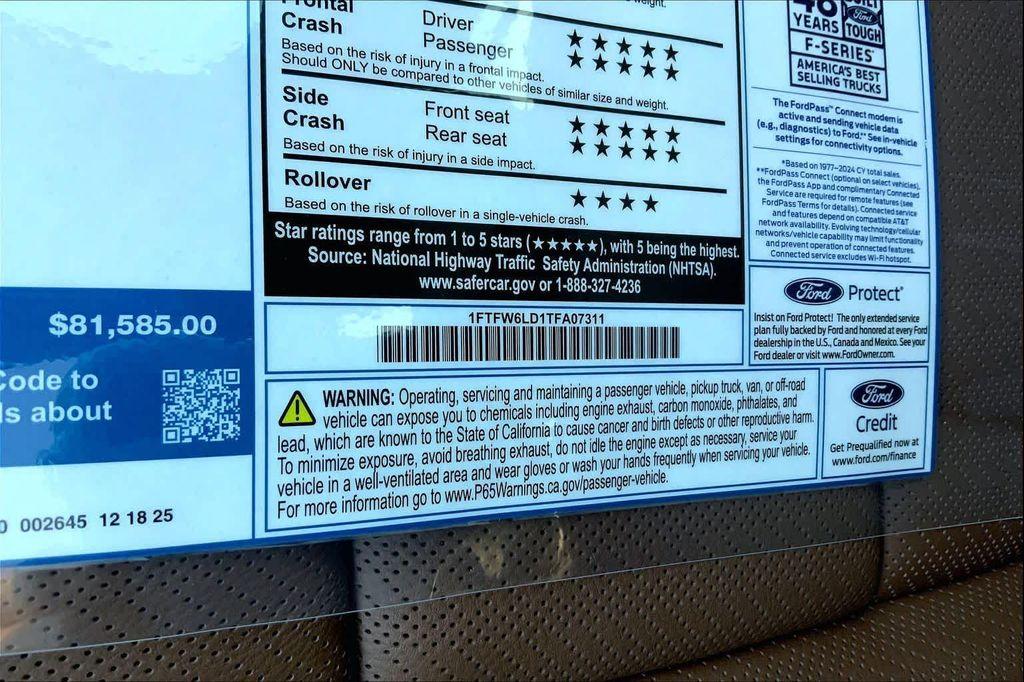 $81,585.00
Code to
ls about
0 002645 12 18 25
weight.
Frontal
Crash
Driver ★★★★★
Passenger ★★★★★
Based on the risk of injury in a frontal impact.
Should ONLY be compared to other vehicles of similar size and weight.
Side
Crash
Front seat ★★★★★
Rear seat ★★★★★
Based on the risk of injury in a side impact.
Rollover ★★★★
Based on the risk of rollover in a single-vehicle crash.
Star ratings range from 1 to 5 stars (★★★★★), with 5 being the highest.
Source: National Highway Traffic Safety Administration (NHTSA).
www.safercar.gov or 1-888-327-4236
1FTFW6LD1TFA07311
WARNING: Operating, servicing and maintaining a passenger vehicle, pickup truck, van, or off-road
vehicle can expose you to chemicals including engine exhaust, carbon monoxide, phthalates, and
lead, which are known to the State of California to cause cancer and birth defects or other reproductive harm.
To minimize exposure, avoid breathing exhaust, do not idle the engine except as necessary, service your
vehicle in a well-ventilated area and wear gloves or wash your hands frequently when servicing your vehicle.
For more information go to www.P65Warnings.ca.gov/passenger-vehicle.
48
YEARS
BUILT
Ford
TOUGH
F-SERIES
AMERICA'S BEST
SELLING TRUCKS
The FordPass™ Connect modem is
active and sending vehicle data
(e.g., diagnostics) to Ford.** See in-vehicle
settings for connectivity options.
*Based on 1977-2024 CY total sales.
**FordPass Connect (optional on select vehicles),
the FordPass App and complimentary Connected
Service are required for remote features (see
FordPass Terms for details). Connected service
and features depend on compatible AT&T
network availability. Evolving technology/cellular
networks/vehicle capability may limit functionality
and prevent operation of connected features.
Connected service excludes Wi-Fi hotspot.
Ford Protect®
Insist on Ford Protect! The only extended service
plan fully backed by Ford and honored at every Ford
dealership in the U.S., Canada and Mexico. See your
Ford dealer or visit www.FordOwner.com.
Ford
Credit
Get Prequalified now at
www.ford.com/finance